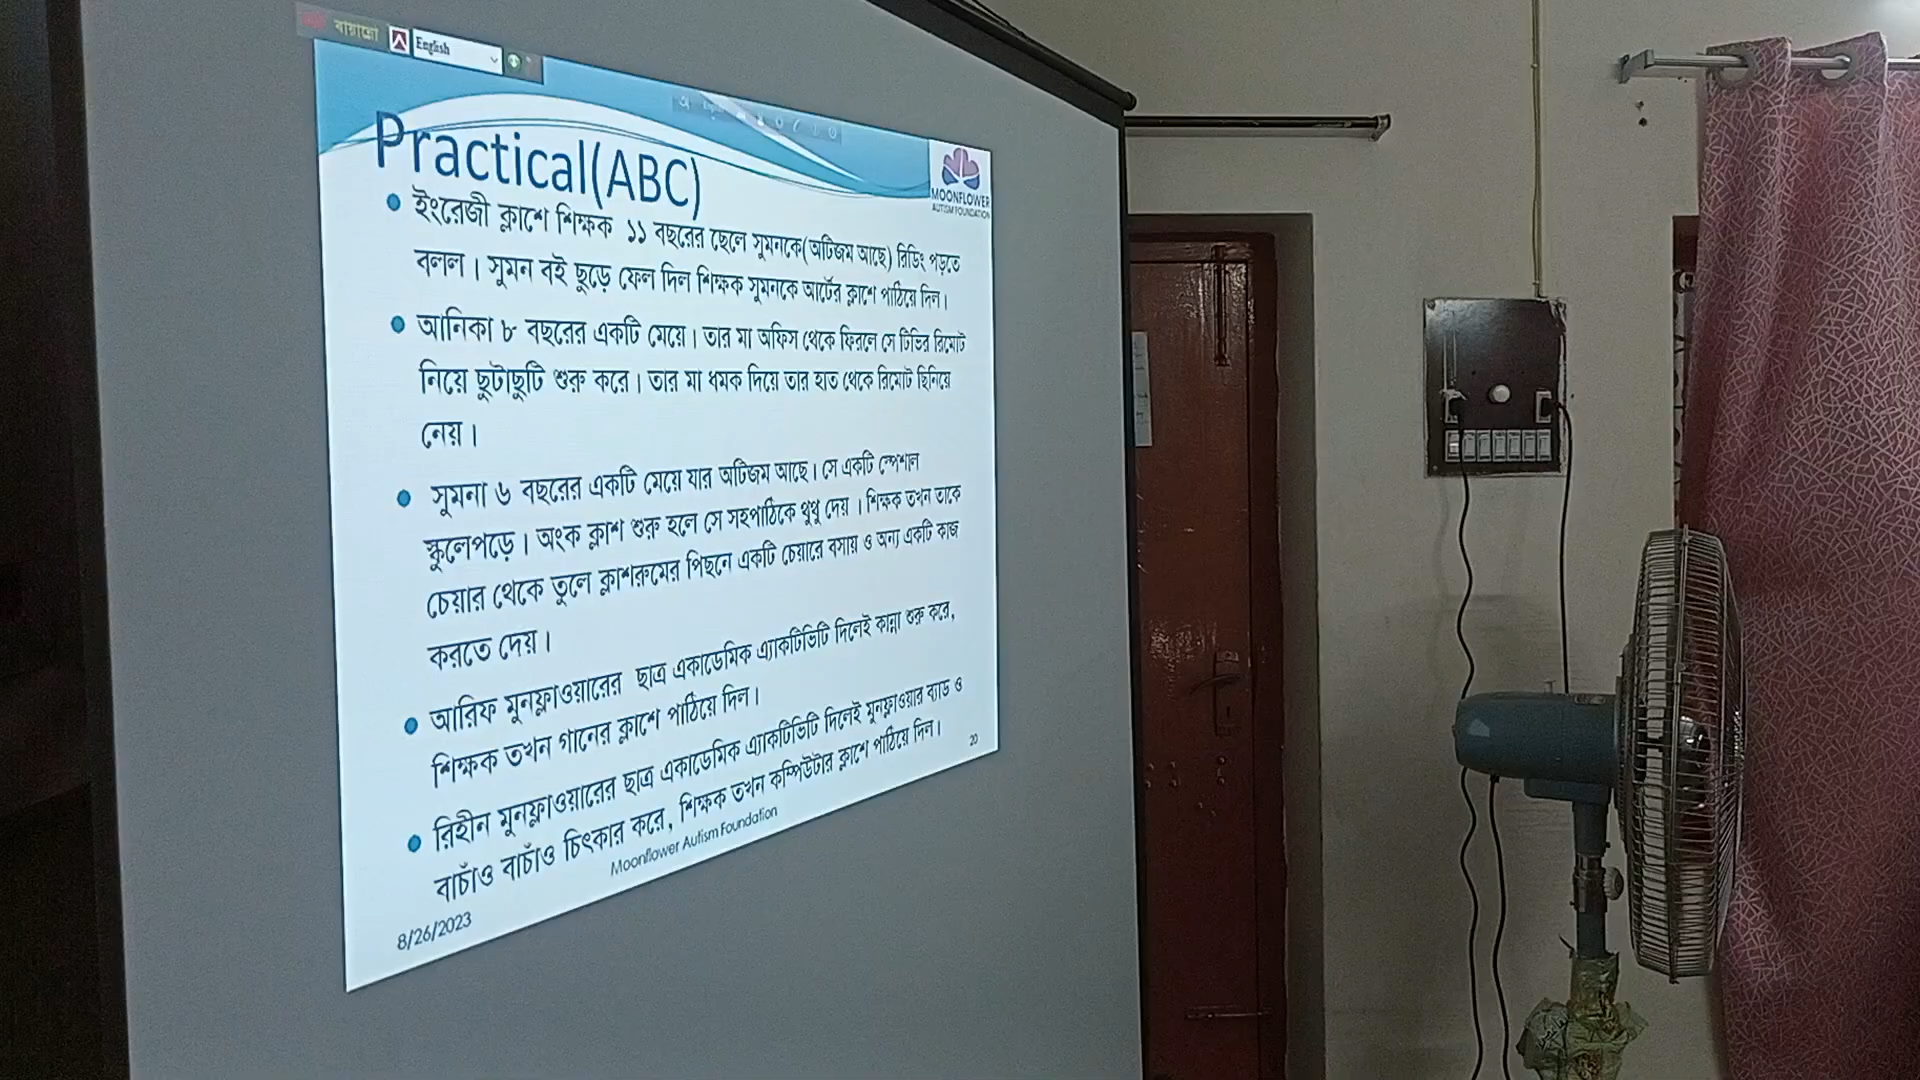 বায়ান্নো
English
Practical(ABC)
MOONFLOWER
AUTISM FOUNDATION
ইংরেজী ক্লাশে শিক্ষক ১১ বছরের ছেলে সুমনকে(অটিজম আছে) রিডিং পড়তে
বলল। সুমন বই ছুড়ে ফেল দিল শিক্ষক সুমনকে আর্টের ক্লাশে পাঠিয়ে দিল।
আনিকা ৮ বছরের একটি মেয়ে। তার মা অফিস থেকে ফিরলে সে টিভির রিমোট
নিয়ে ছুটাছুটি শুরু করে। তার মা ধমক দিয়ে তার হাত থেকে রিমোট ছিনিয়ে
নেয়।
সুমনা ৬ বছরের একটি মেয়ে যার অটিজম আছে। সে একটি স্পেশাল
স্কুলেপড়ে। অংক ক্লাশ শুরু হলে সে সহপাঠিকে থুথু দেয়। শিক্ষক তখন তাকে
চেয়ার থেকে তুলে ক্লাশরুমের পিছনে একটি চেয়ারে বসায় ও অন্য একটি কাজ
করতে দেয়।
আরিফ মুনফ্লাওয়ারের ছাত্র একাডেমিক এ্যাকটিভিটি দিলেই কান্না শুরু করে,
শিক্ষক তখন গানের ক্লাশে পাঠিয়ে দিল।
রিহীন মুনফ্লাওয়ারের ছাত্র একাডেমিক এ্যাকটিভিটি দিলেই মুনফ্লাওয়ার ব্যাড ও
বাচাঁও বাচাঁও চিৎকার করে, শিক্ষক তখন কম্পিউটার ক্লাশে পাঠিয়ে দিল।
20
Moonflower Autism Foundation
8/26/2023